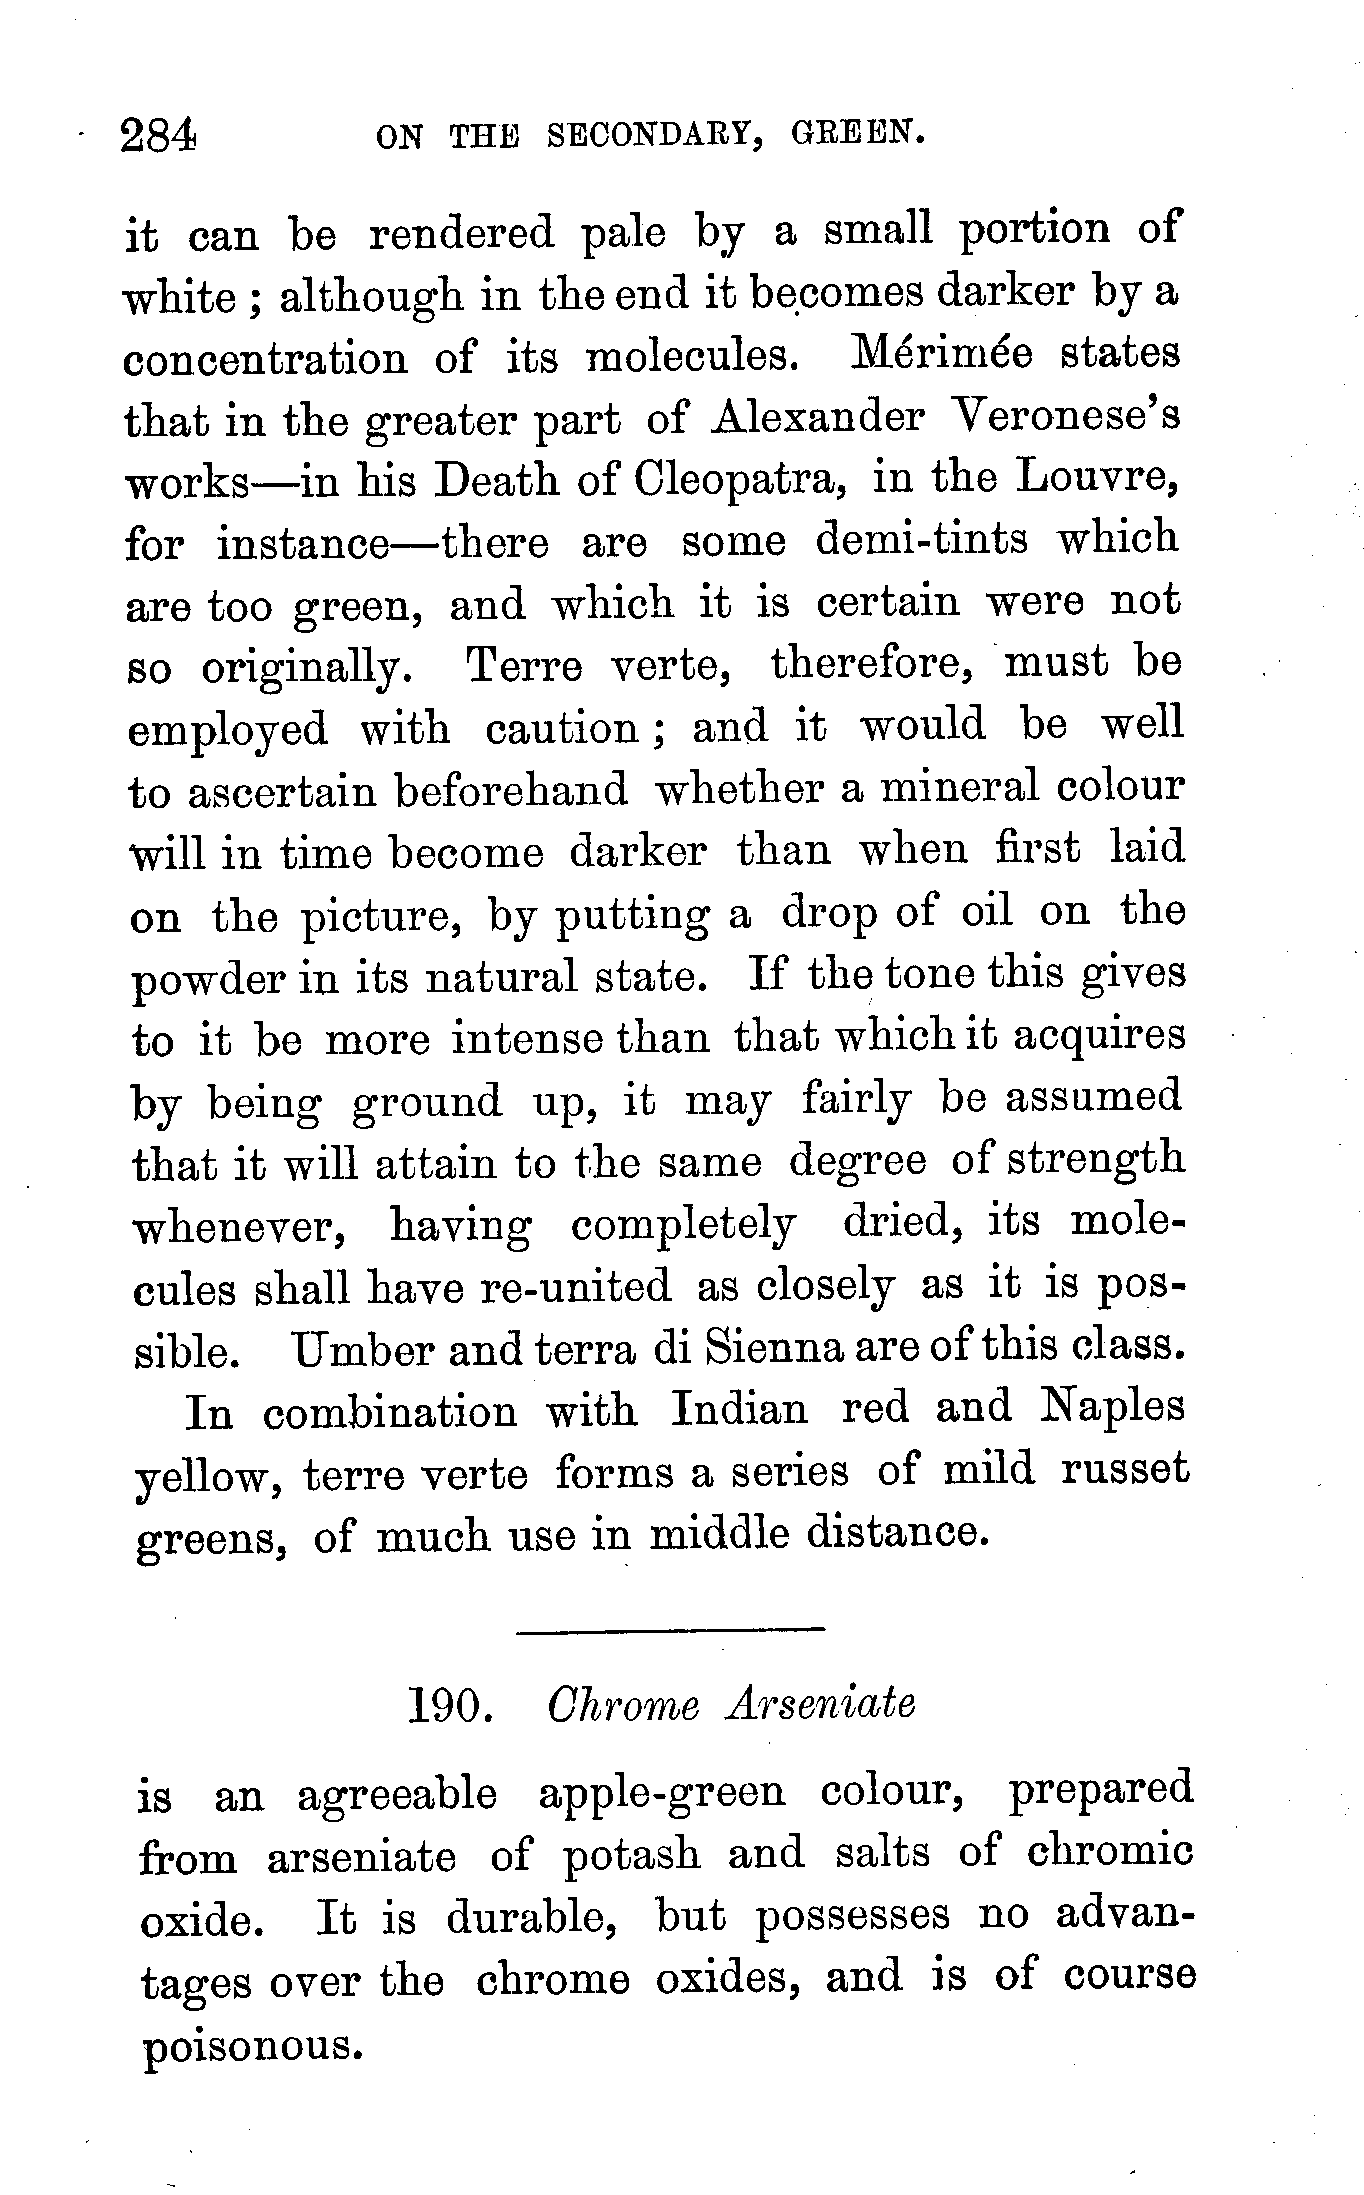 284 ON THE SECONDARY, GREEN.
it can be rendered pale by a small portion of
white ; although in the end it becomes darker by a
concentration of its molecules. Mérimée states
that in the greater part of Alexander Veronese's
works—in his Death of Cleopatra, in the Louvre,
for instance—there are some demi-tints which
are too green, and which it is certain were not
so originally. Terre verte, therefore, must be
employed with caution ; and it would be well
to ascertain beforehand whether a mineral colour
will in time become darker than when first laid
on the picture, by putting a drop of oil on the
powder in its natural state. If the tone this gives
to it be more intense than that which it acquires
by being ground up, it may fairly be assumed
that it will attain to the same degree of strength
whenever, having completely dried, its mole-
cules shall have re-united as closely as it is pos-
sible. Umber and terra di Sienna are of this class.
In combination with Indian red and Naples
yellow, terre verte forms a series of mild russet
greens, of much use in middle distance.
190. Chrome Arseniate
is an agreeable apple-green colour, prepared
from arseniate of potash and salts of chromic
oxide. It is durable, but possesses no advan-
tages over the chrome oxides, and is of course
poisonous.